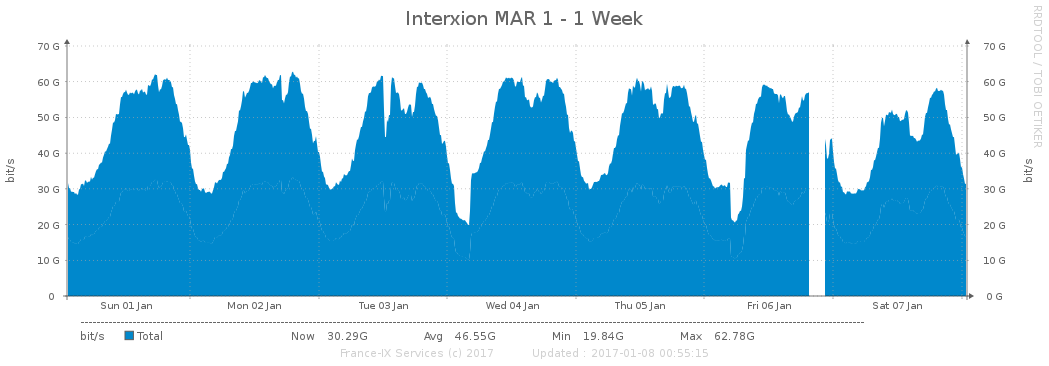 Interxion MAR 1 - 1 Week
RRDTOOL / TOBI OETIKER
bit/s
70 G 70 G
60 G 60 G
50 G 50 G
40 G 40 G
30 G 30 G
20 G 20 G
10 G 10 G
0 0 G
bit/s
Sun 01 Jan Mon 02 Jan Tue 03 Jan Wed 04 Jan Thu 05 Jan Fri 06 Jan Sat 07 Jan
bit/s Total Now 30.29G Avg 46.55G Min 19.84G Max 62.78G
France-IX Services (c) 2017 Updated : 2017-01-08 00:55:15